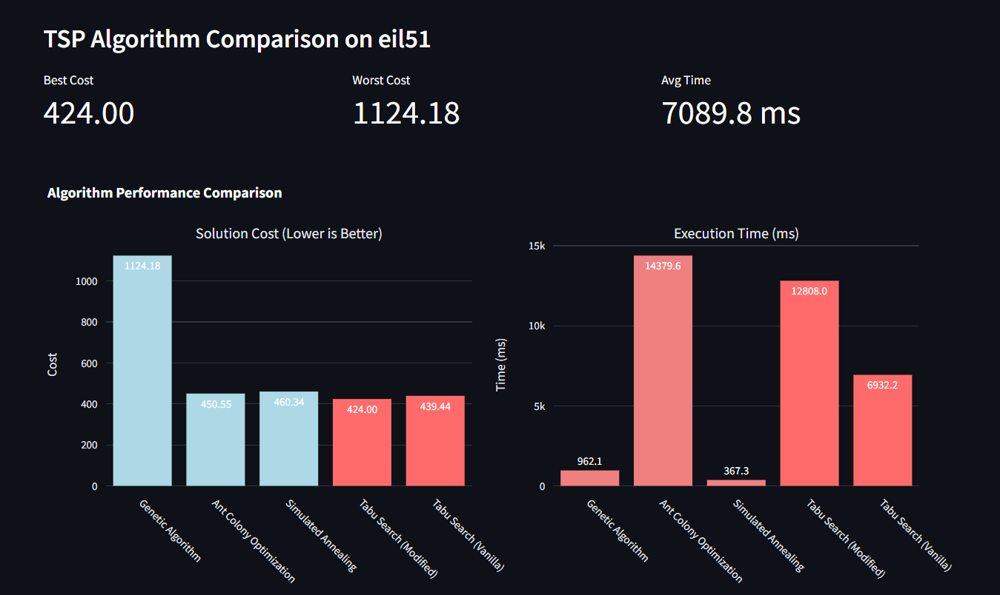 TSP Algorithm Comparison on eil51
Best Cost
424.00
Worst Cost
1124.18
Avg Time
7089.8 ms
Algorithm Performance Comparison
Solution Cost (Lower is Better)
Cost
1000
800
600
400
200
0
1124.18
450.55
460.34
424.00
439.44
Genetic Algorithm
Ant Colony Optimization
Simulated Annealing
Tabu Search (Modified)
Tabu Search (Vanilla)
Execution Time (ms)
Time (ms)
15k
10k
5k
0
962.1
14379.6
367.3
12808.0
6932.2
Genetic Algorithm
Ant Colony Optimization
Simulated Annealing
Tabu Search (Modified)
Tabu Search (Vanilla)